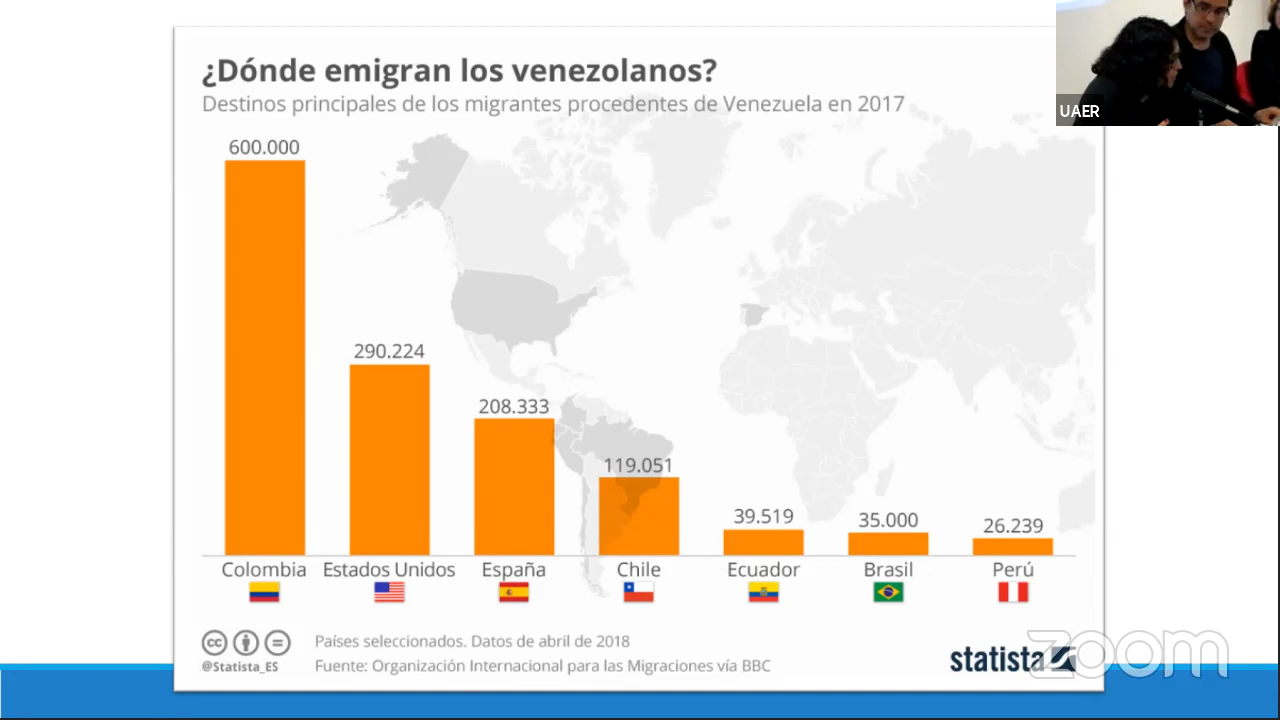 ¿Dónde emigran los venezolanos?
Destinos principales de los migrantes procedentes de Venezuela en 2017
600.000
290.224
208.333
119.051
39.519
35.000
26.239
Colombia
Estados Unidos
España
Chile
Ecuador
Brasil
Perú
cc
@Statista_ES
Países seleccionados. Datos de abril de 2018
Fuente: Organización Internacional para las Migraciones vía BBC
statista
zoom
UAER